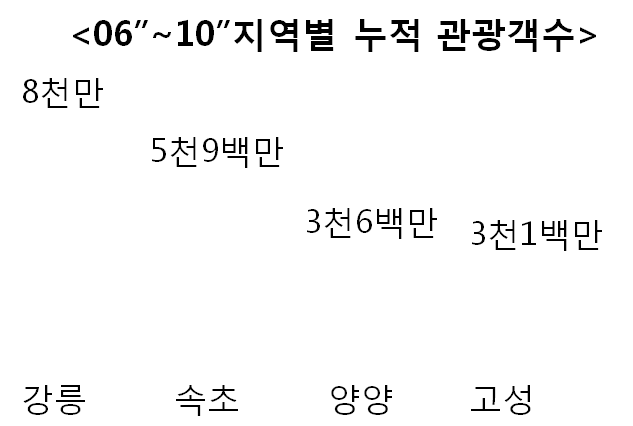 <06”~10”지역별 누적 관광객수>
8천만
5천9백만
3천6백만
3천1백만
강릉 속초 양양 고성